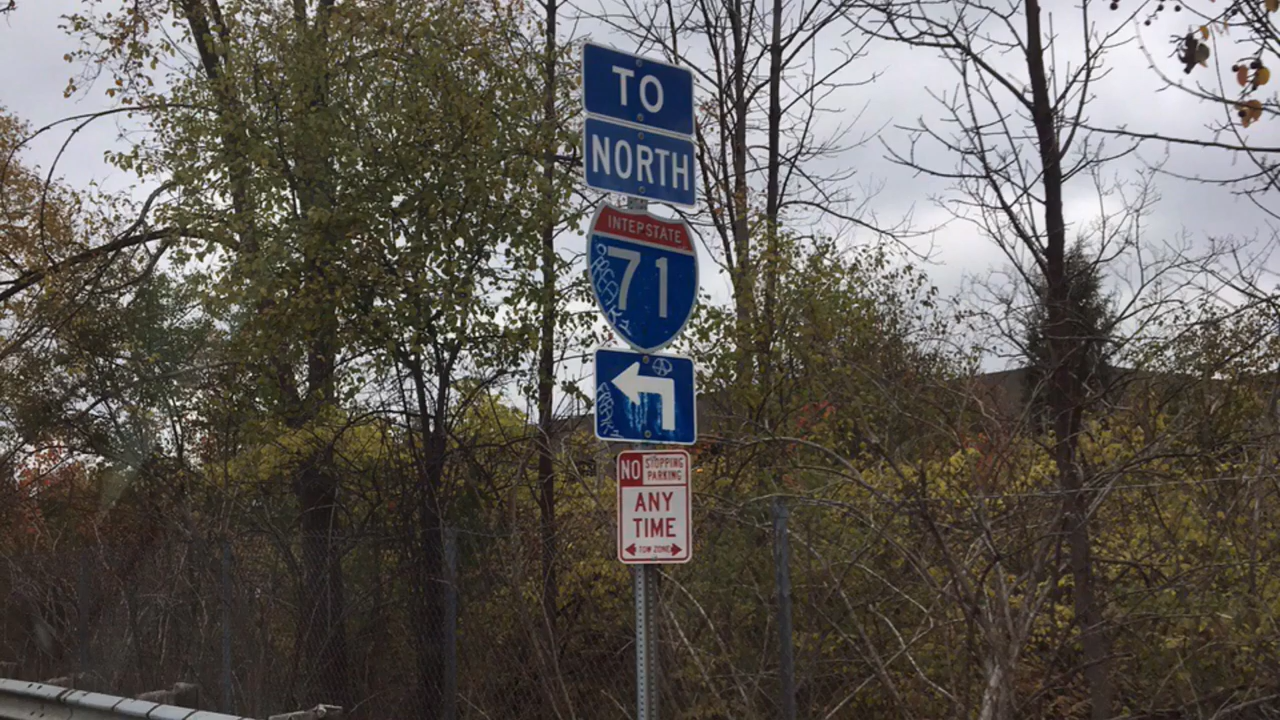 TO
NORTH
INTEPSTATE
71
NO STOPPING
PARKING
ANY
TIME
TOW ZONE